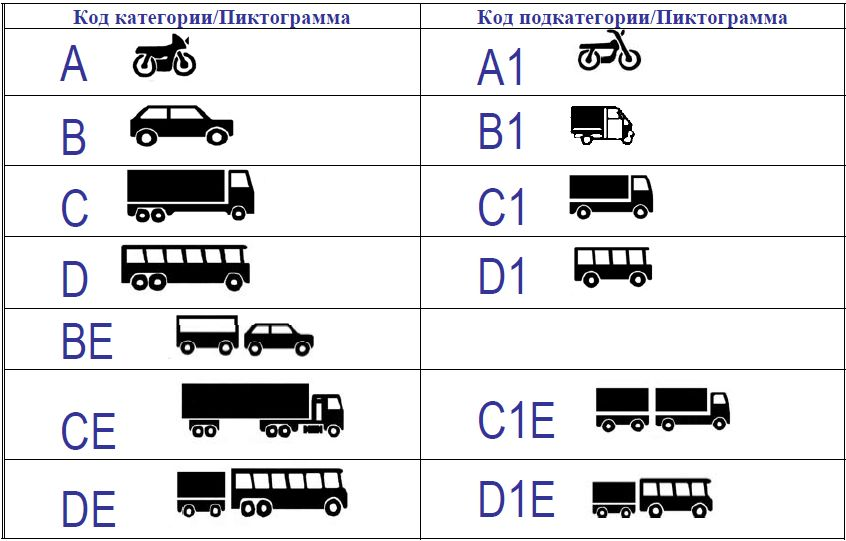 Код категории/Пиктограмма Код подкатегории/Пиктограмма
A A1
B B1
C C1
D D1
BE
CE C1E
DE D1E